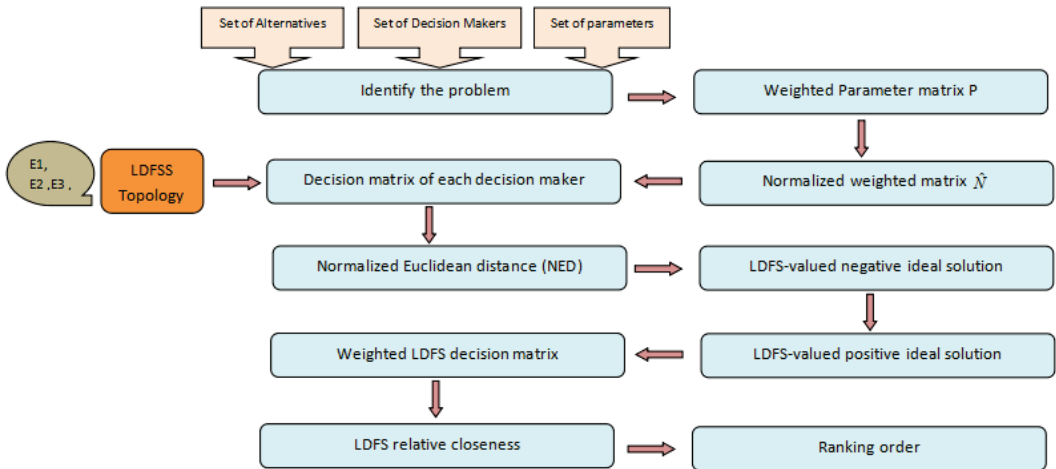 Set of Alternatives
Set of Decision Makers
Set of parameters
Identify the problem
Weighted Parameter matrix P
E1,
E2 ,E3 ,
LDFSS
Topology
Decision matrix of each decision maker
Normalized weighted matrix N̂
Normalized Euclidean distance (NED)
LDFS-valued negative ideal solution
Weighted LDFS decision matrix
LDFS-valued positive ideal solution
LDFS relative closeness
Ranking order